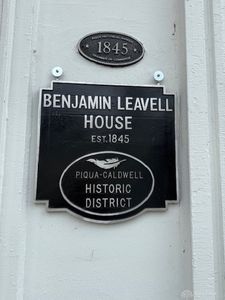 1845
BENJAMIN LEAVELL
HOUSE
EST.1845
PIQUA-CALDWELL
HISTORIC
DISTRICT